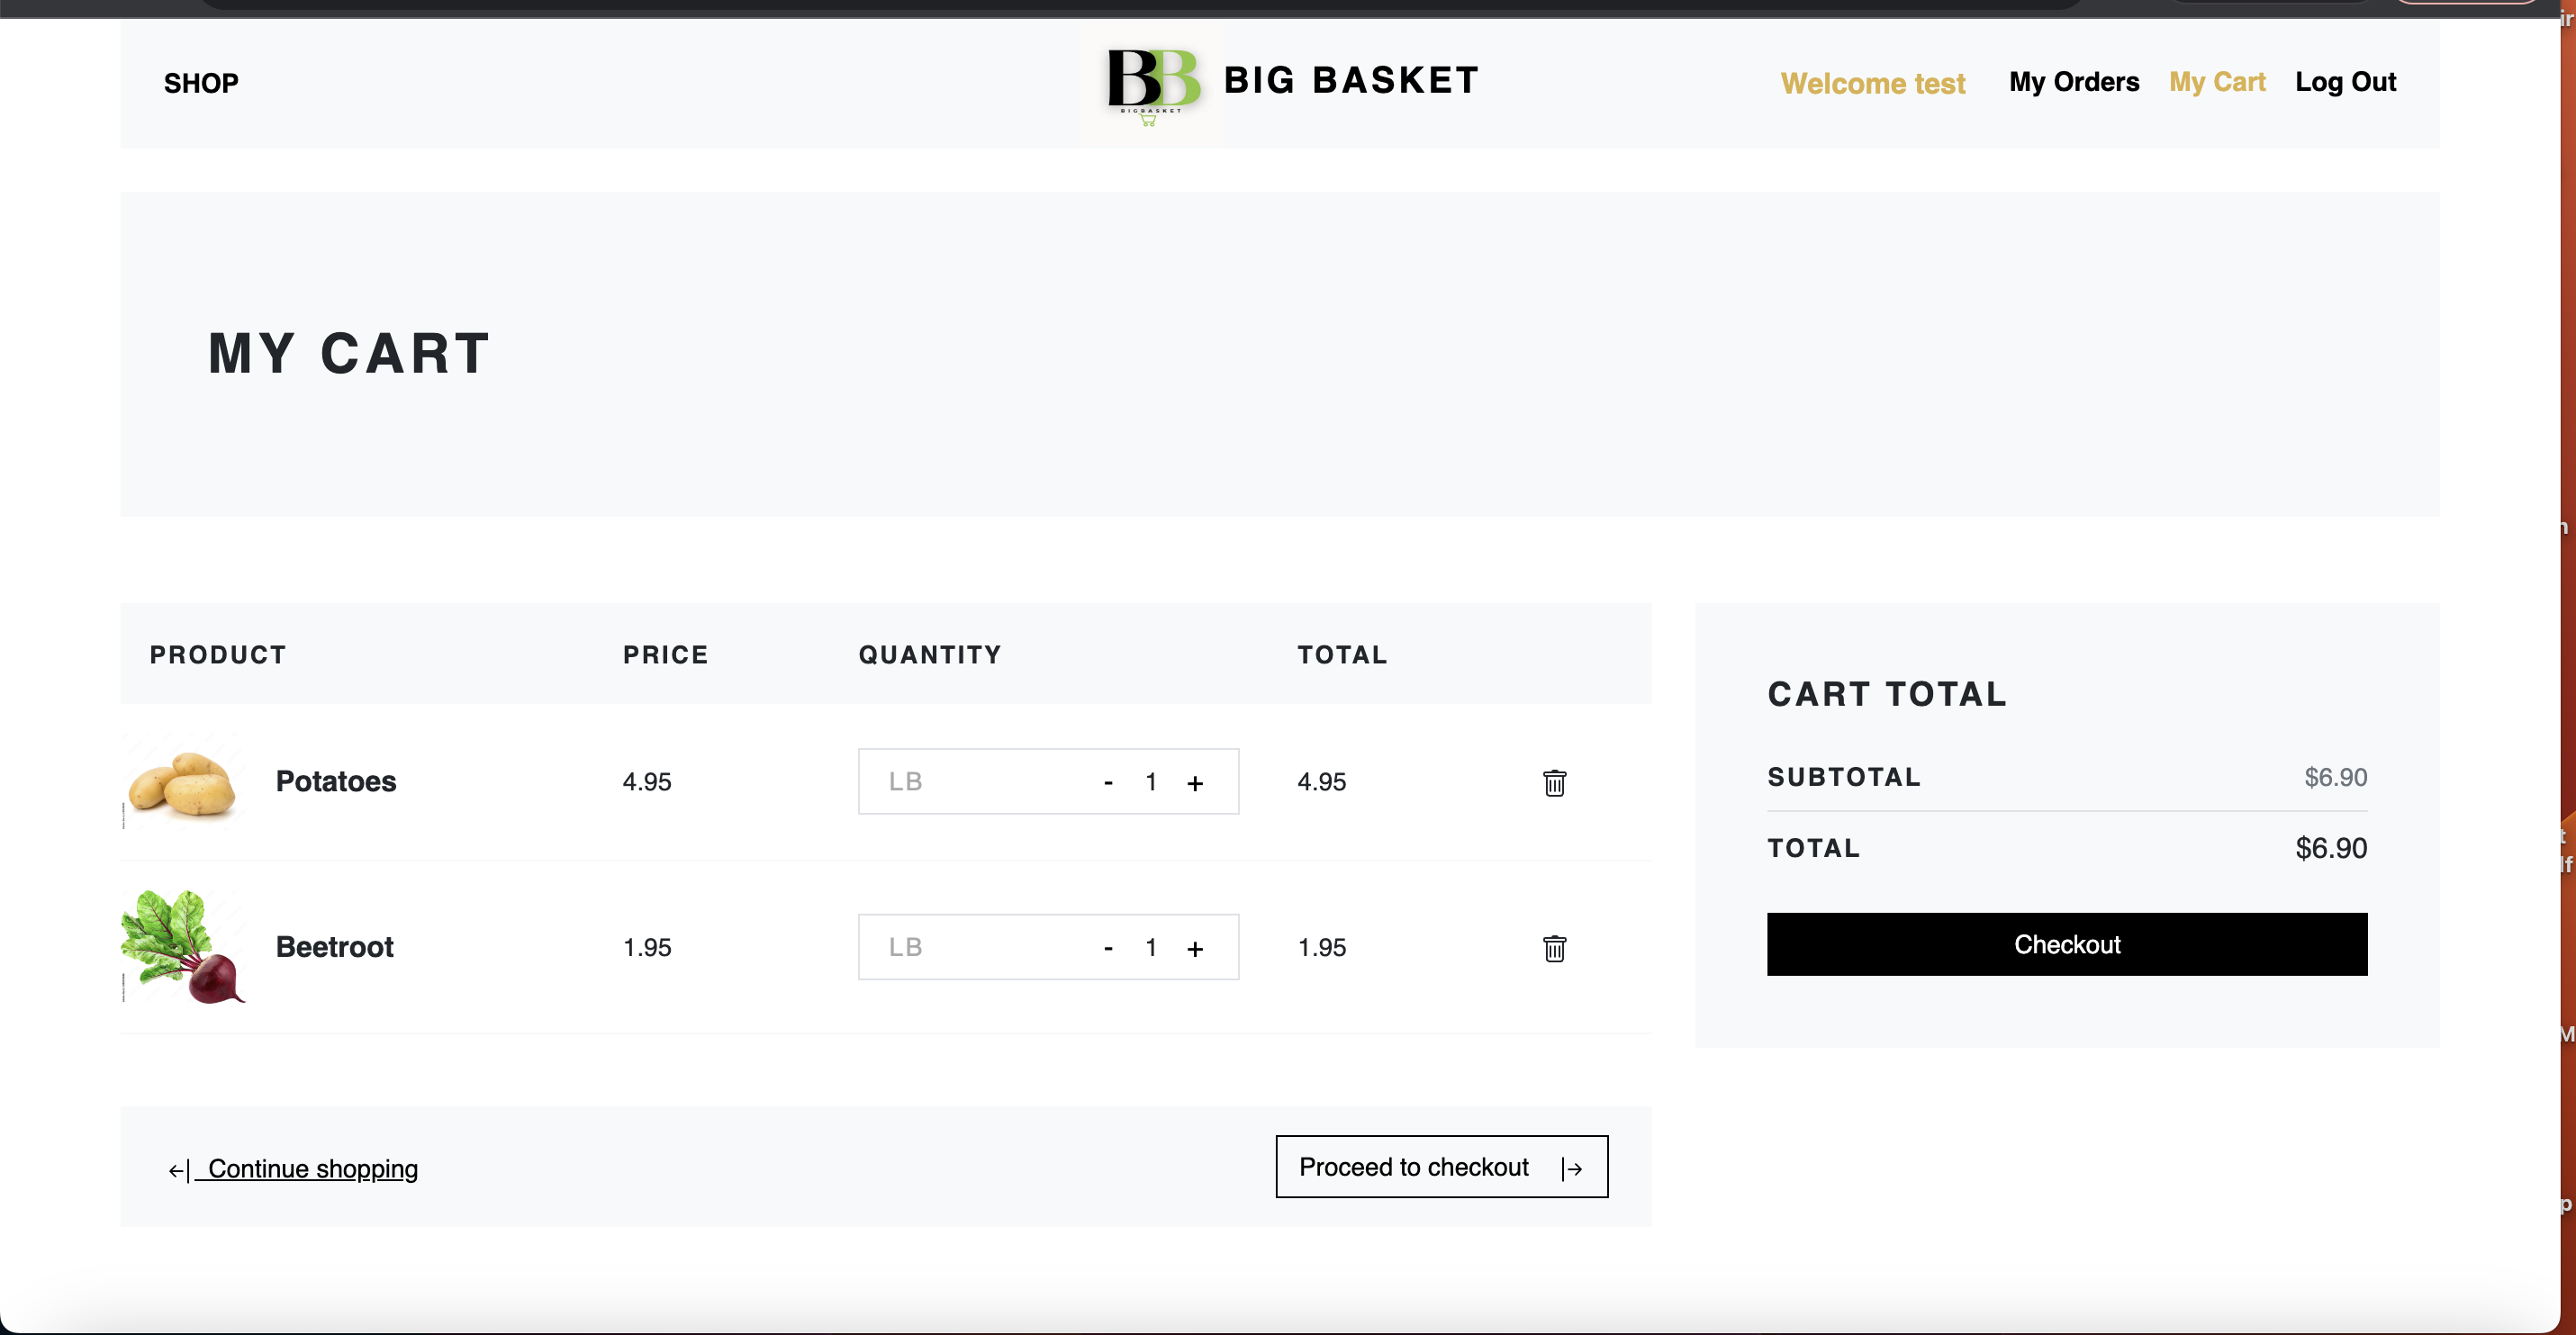 SHOP
BB
BIGBASKET
BIG BASKET
Welcome test
My Orders
My Cart
Log Out
MY CART
PRODUCT PRICE QUANTITY TOTAL
Potatoes 4.95 LB - 1 + 4.95
Beetroot 1.95 LB - 1 + 1.95
Continue shopping
Proceed to checkout
CART TOTAL
SUBTOTAL $6.90
TOTAL $6.90
Checkout